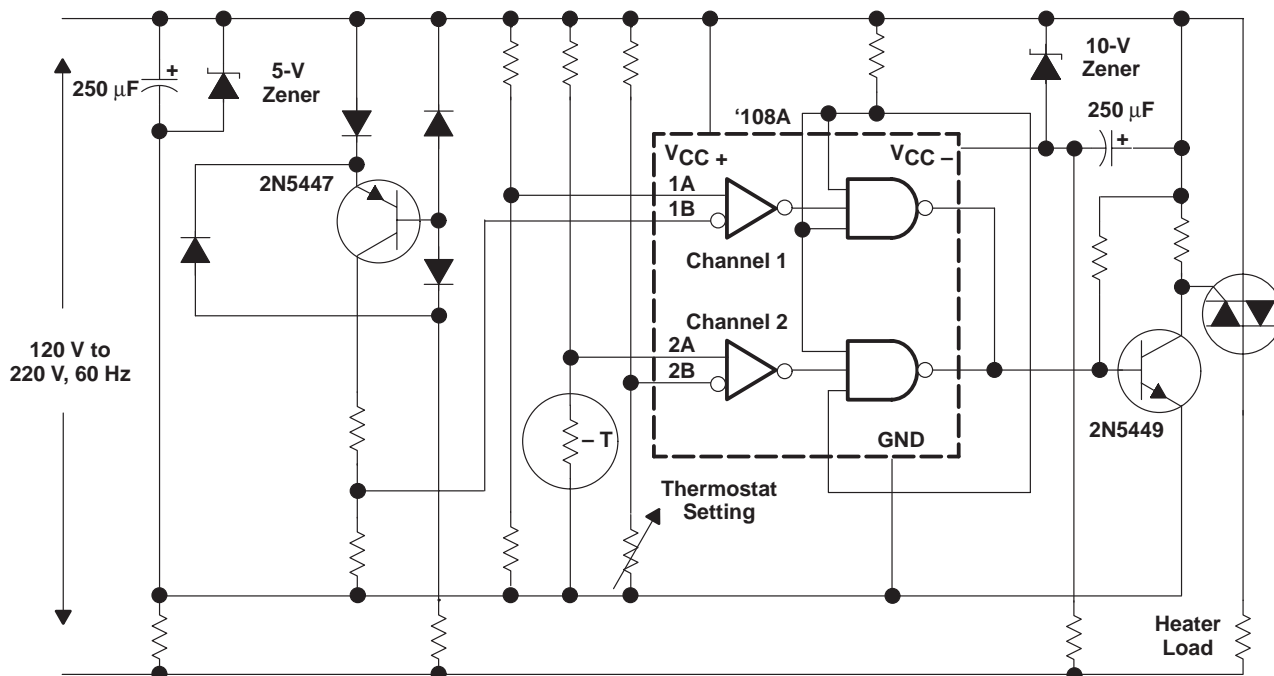 250 μF
+
5-V
Zener
2N5447
120 V to
220 V, 60 Hz
'108A
VCC +
VCC –
1A
1B
Channel 1
Channel 2
2A
2B
GND
– T
Thermostat
Setting
10-V
Zener
250 μF
+
2N5449
Heater
Load